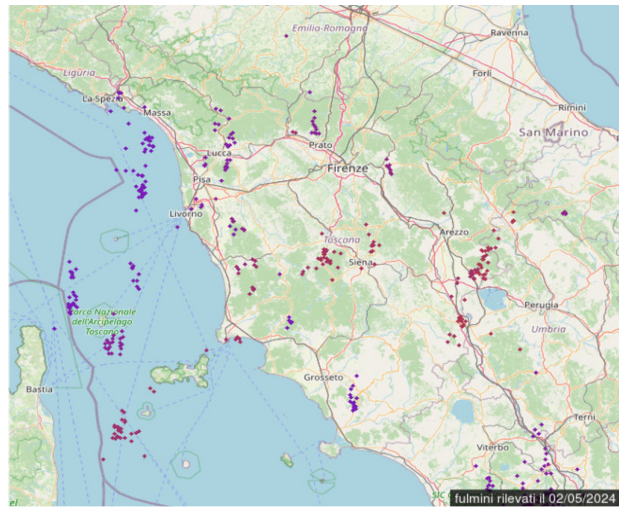 Emilia-Romagna
Ravenna
Forlì
Liguria
La Spezia
Massa
Rimini
San Marino
Prato
Lucca
Firenze
Pisa
Livorno
Arezzo
Toscana
Siena
Perugia
Parco Nazionale
dell'Arcipelago
Toscano
Umbria
Grosseto
Bastia
Terni
Viterbo
fulmini rilevati il 02/05/2024